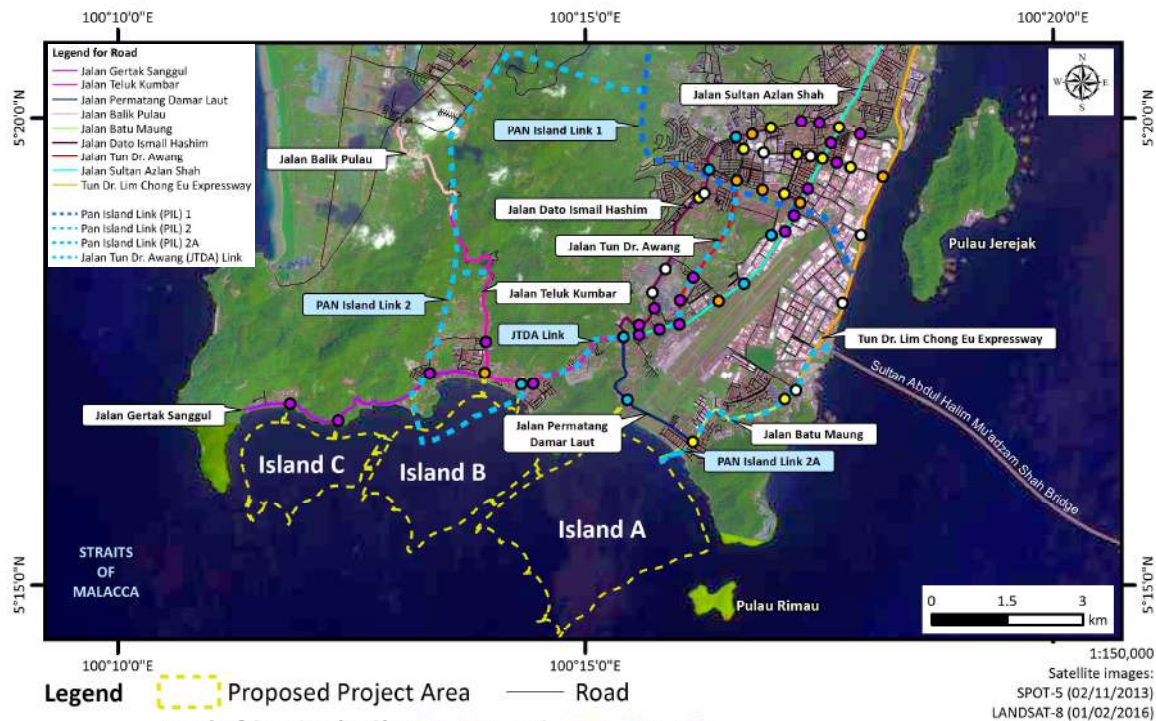 100°10'0"E
100°15'0"E
100°20'0"E
5°20'0"N
5°15'0"N
Legend for Road
Jalan Gertak Sanggul
Jalan Teluk Kumbar
Jalan Permatang Damar Laut
Jalan Balik Pulau
Jalan Batu Maung
Jalan Dato Ismail Hashim
Jalan Tun Dr. Awang
Jalan Sultan Azlan Shah
Tun Dr. Lim Chong Eu Expressway
Pan Island Link (PIL) 1
Pan Island Link (PIL) 2
Pan Island Link (PIL) 2A
Jalan Tun Dr. Awang (JTDA) Link
N
W
E
S
Jalan Sultan Azlan Shah
PAN Island Link 1
Jalan Balik Pulau
Jalan Dato Ismail Hashim
Jalan Tun Dr. Awang
Pulau Jerejak
PAN Island Link 2
Jalan Teluk Kumbar
JTDA Link
Tun Dr. Lim Chong Eu Expressway
Sultan Abdul Halim Mu'adzam Shah Bridge
Jalan Gertak Sanggul
Jalan Permatang
Damar Laut
Jalan Batu Maung
PAN Island Link 2A
Island C
Island B
Island A
STRAITS
OF
MALACCA
Pulau Rimau
0 1.5 3
km
5°20'0"N
5°15'0"N
100°10'0"E
100°15'0"E
100°20'0"E
1:150,000
Satellite images:
SPOT-5 (02/11/2013)
LANDSAT-8 (01/02/2016)
Legend
Proposed Project Area
Road